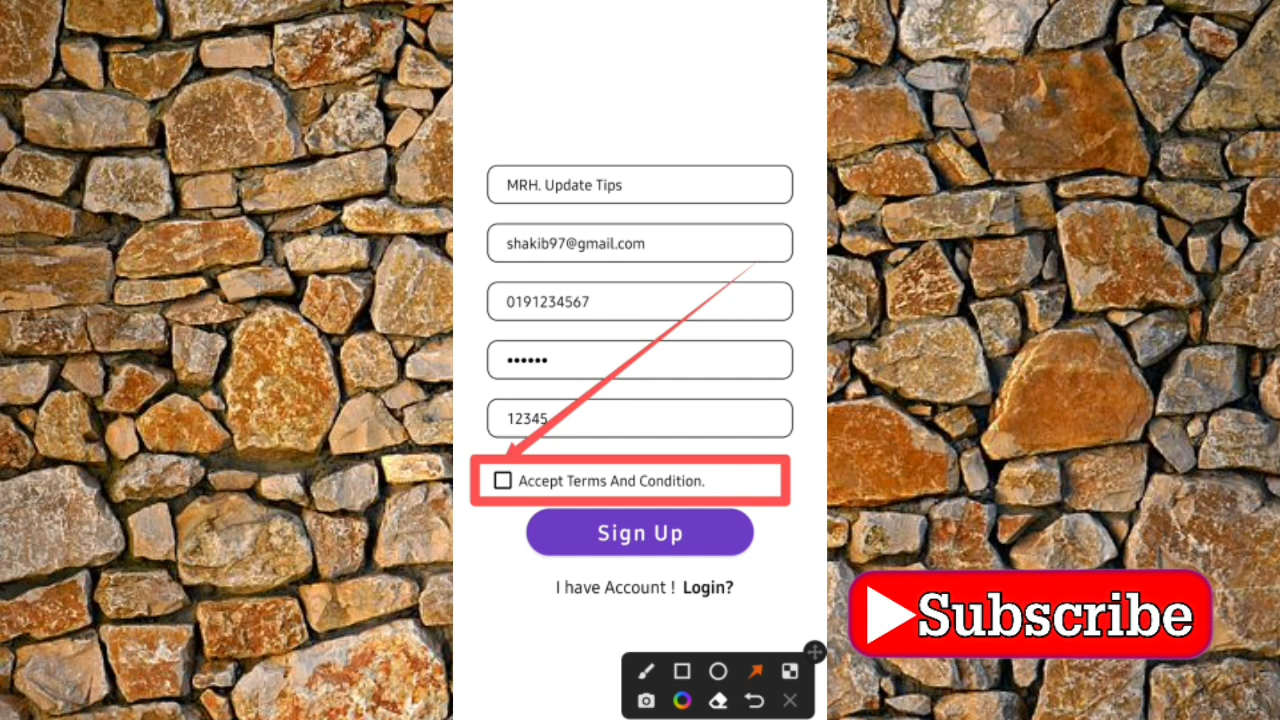 MRH. Update Tips
shakib97@gmail.com
0191234567
••••••
12345
Accept Terms And Condition.
Sign Up
I have Account ! Login?
Subscribe